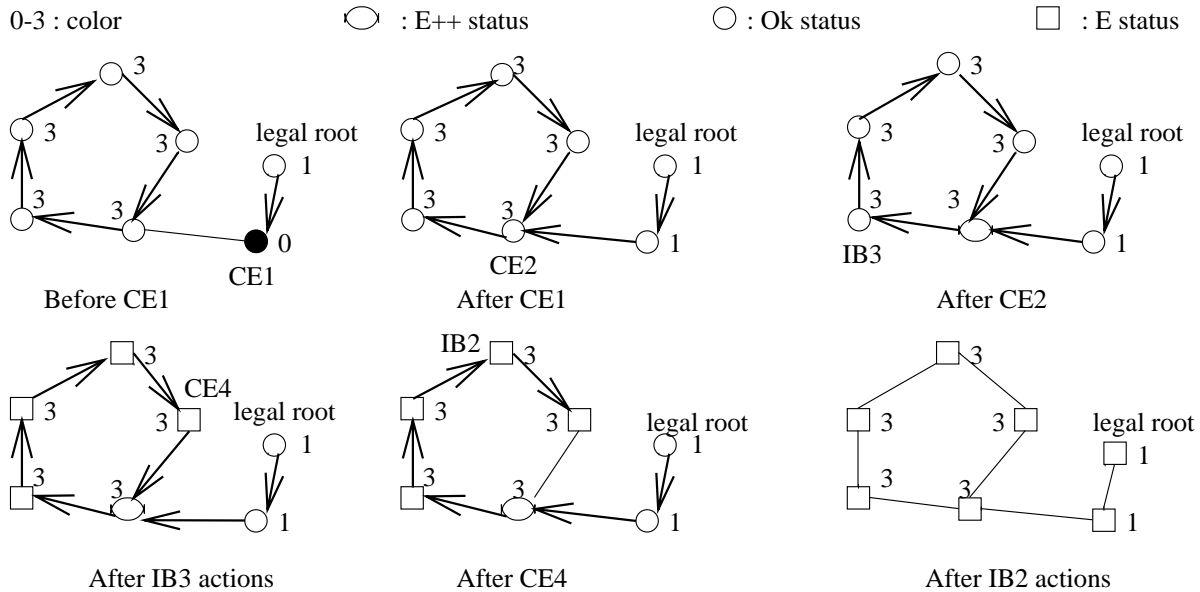 0-3 : color : E++ status : Ok status : E status
3 3 3
legal root legal root legal root
3 3 3 3 3 3
1 1 1
3 3 3 3 3 3
0 1 1
CE1 CE2 IB3
Before CE1 After CE1 After CE2
3 IB2 3 3
CE4
legal root legal root legal root
3 3 3 3 3 3
1 1 1
3 3 3 3 3 3
1 1 1
After IB3 actions After CE4 After IB2 actions